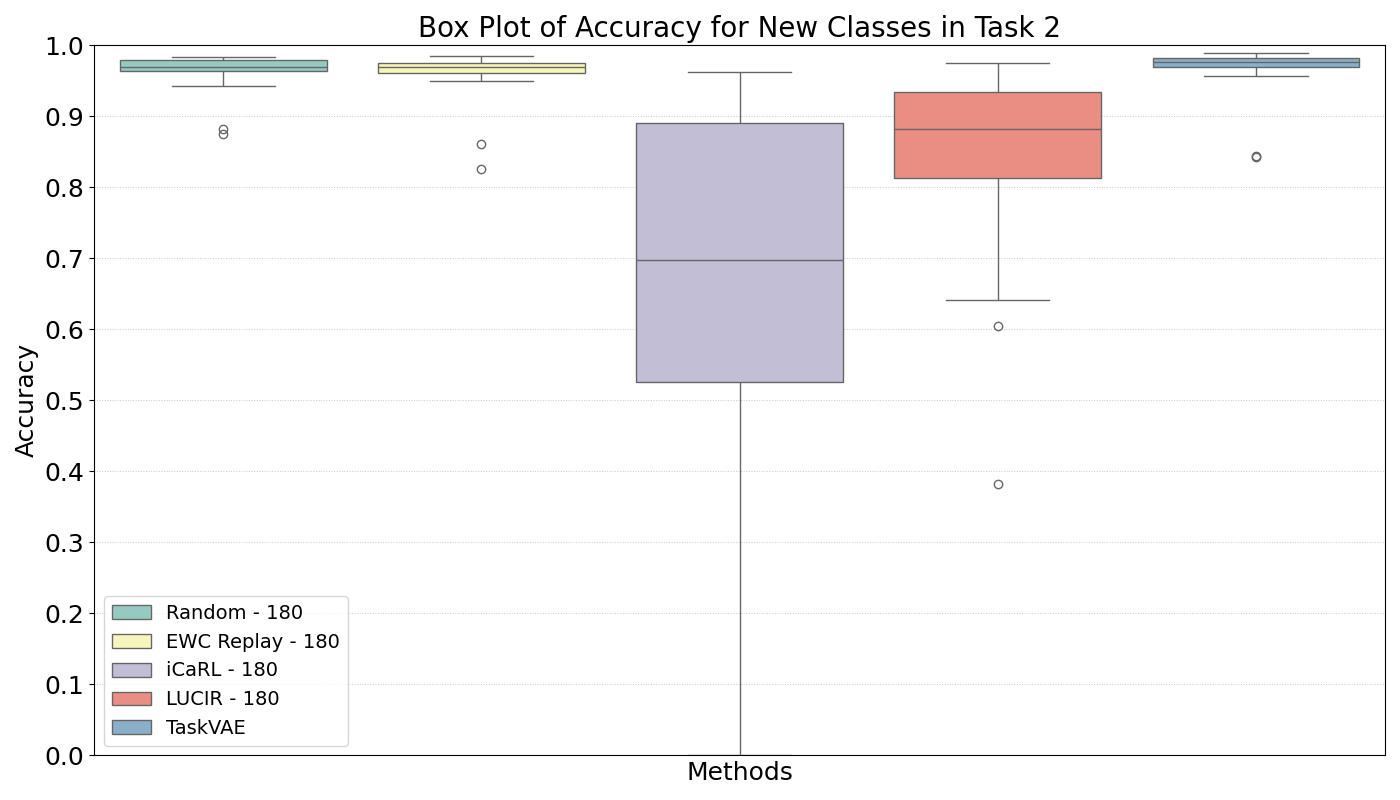 Box Plot of Accuracy for New Classes in Task 2
1.0
0.9
0.8
0.7
0.6
0.5
0.4
0.3
0.2
0.1
0.0
Accuracy
Random - 180
EWC Replay - 180
iCaRL - 180
LUCIR - 180
TaskVAE
Methods